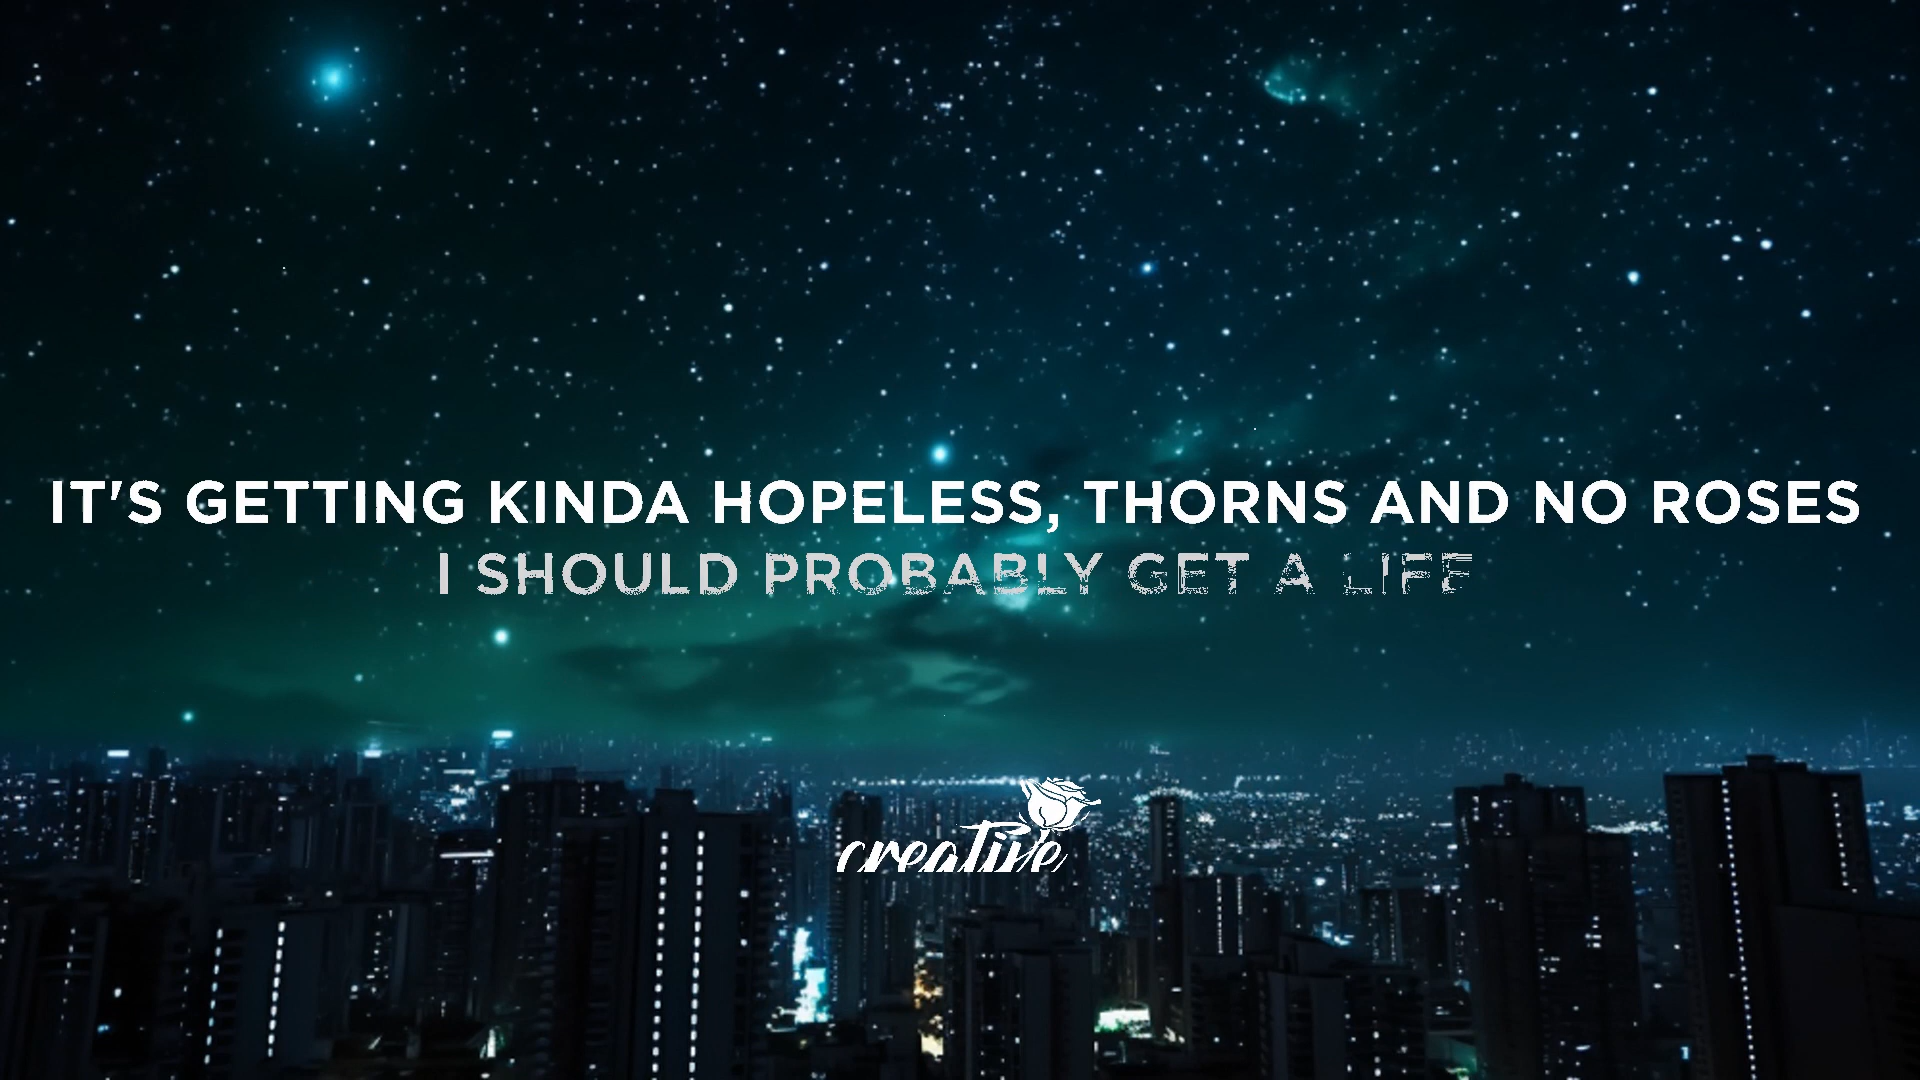 IT'S GETTING KINDA HOPELESS, THORNS AND NO ROSES
I SHOULD PROBABLY GET A LIFE
creative